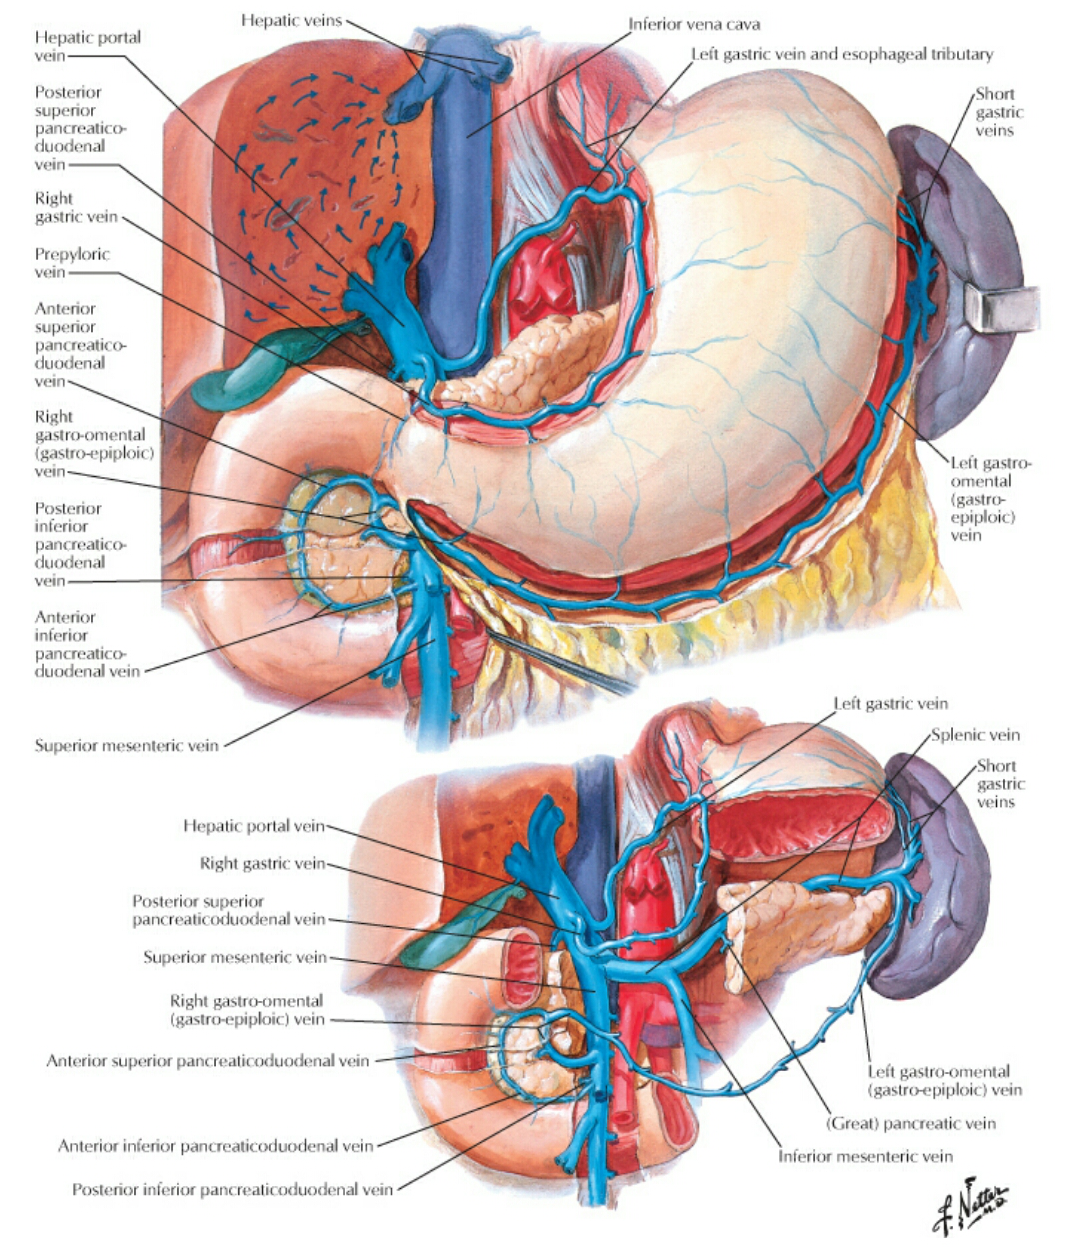 Hepatic veins
Inferior vena cava
Left gastric vein and esophageal tributary
Hepatic portal
vein
Posterior
superior
pancreatico-
duodenal
vein
Right
gastric vein
Prepyloric
vein
Anterior
superior
pancreatico-
duodenal
vein
Right
gastro-omental
(gastro-epiploic)
vein
Posterior
inferior
pancreatico-
duodenal
vein
Anterior
inferior
pancreatico-
duodenal vein
Superior mesenteric vein
Short
gastric
veins
Left gastro-
omental
(gastro-
epiploic)
vein
Left gastric vein
Splenic vein
Short
gastric
veins
Hepatic portal vein
Right gastric vein
Posterior superior
pancreaticoduodenal vein
Superior mesenteric vein
Right gastro-omental
(gastro-epiploic) vein
Anterior superior pancreaticoduodenal vein
Anterior inferior pancreaticoduodenal vein
Posterior inferior pancreaticoduodenal vein
Left gastro-omental
(gastro-epiploic) vein
(Great) pancreatic vein
Inferior mesenteric vein
F. Netter
M.D.